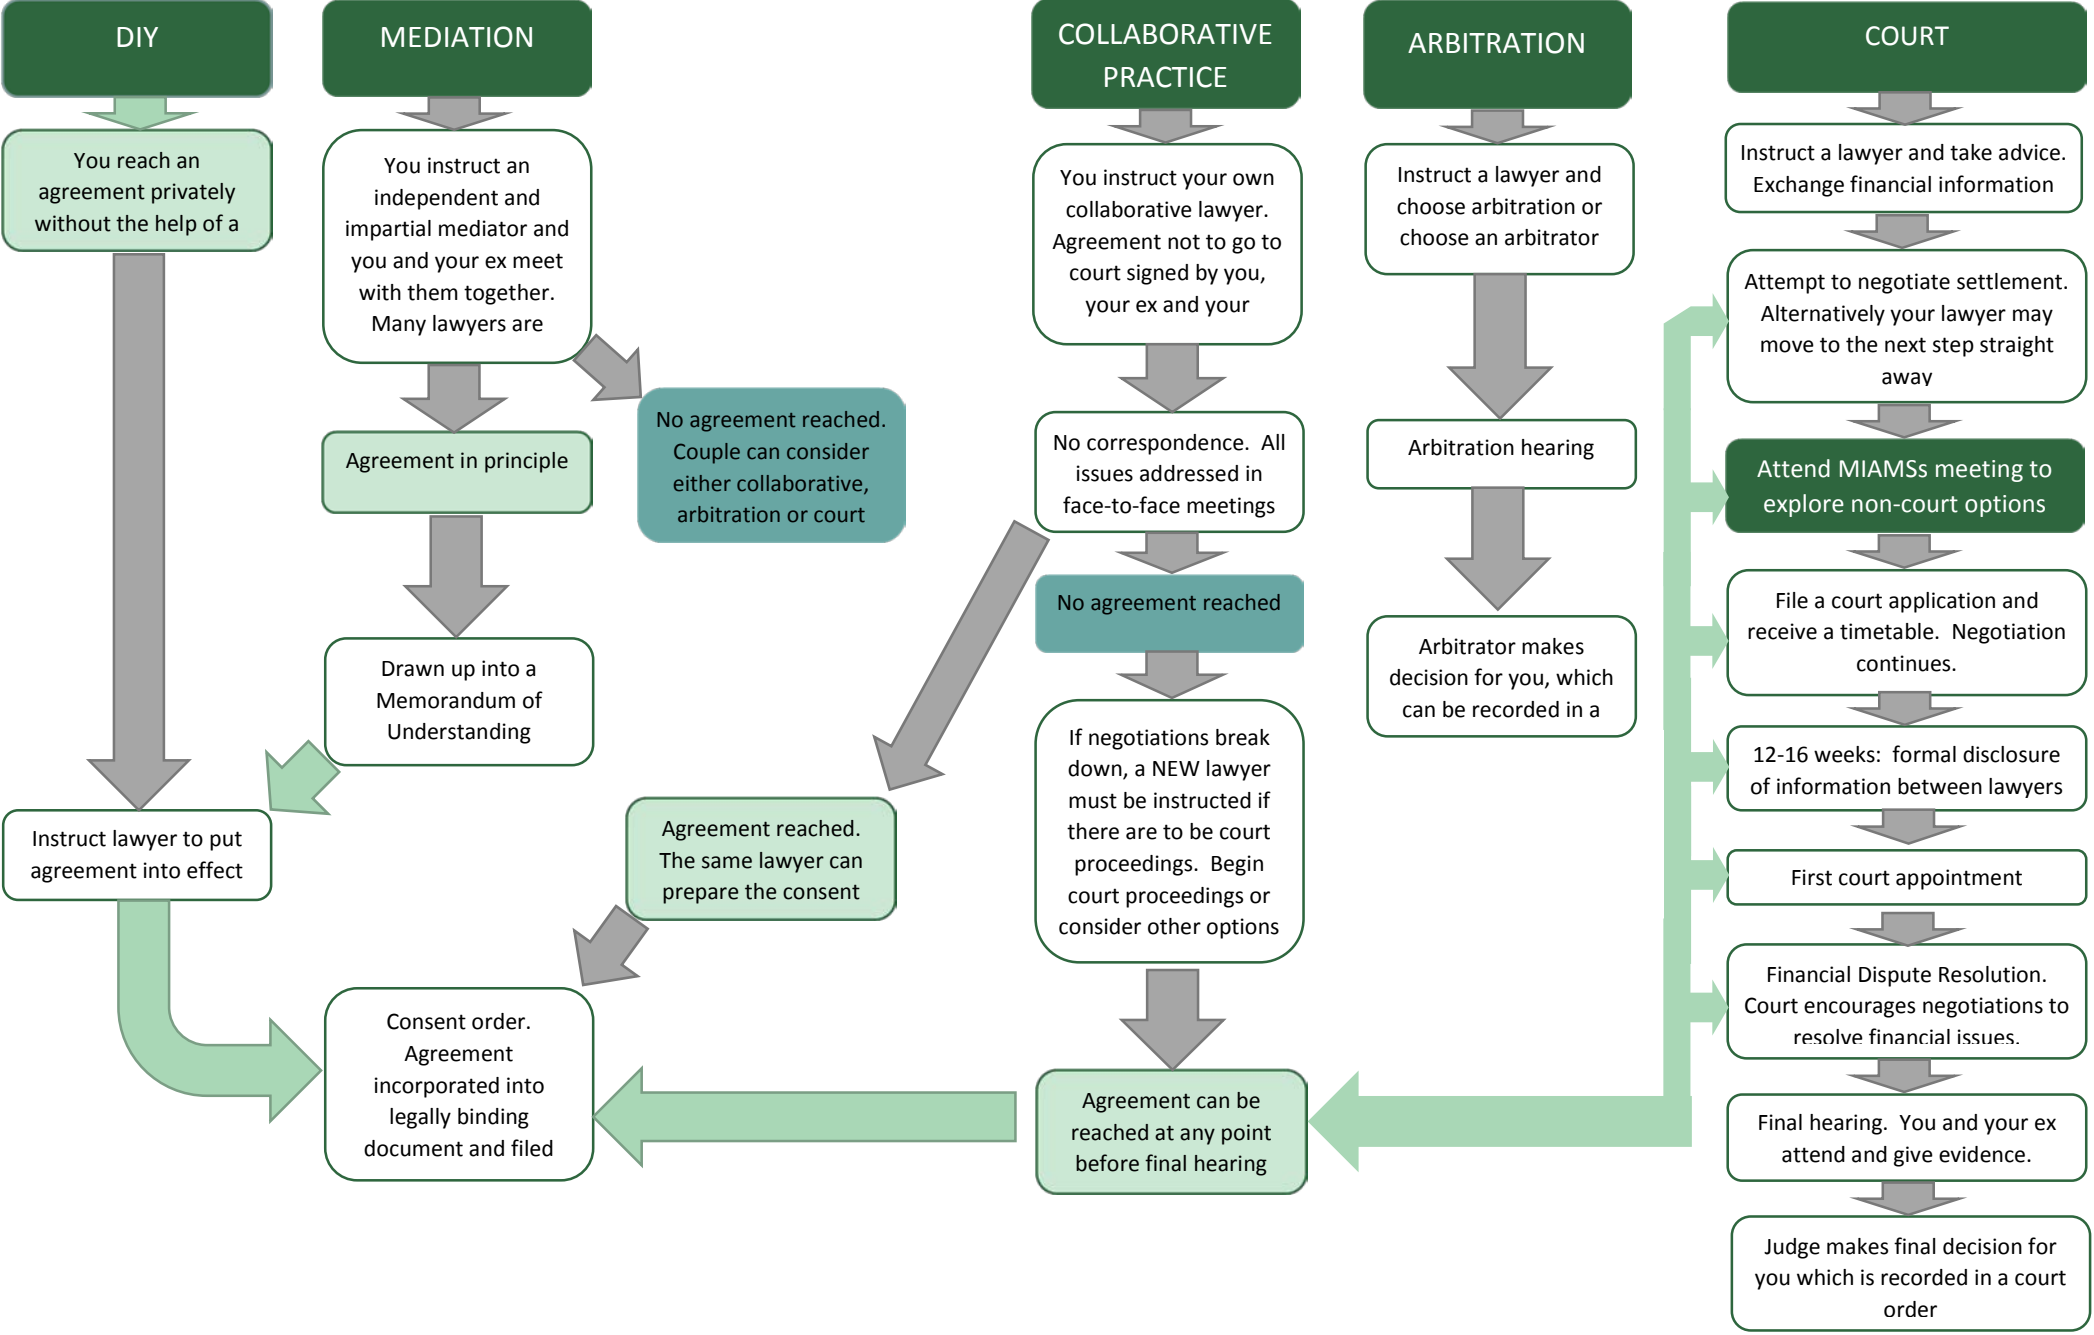 DIY
You reach an
agreement privately
without the help of a
Instruct lawyer to put
agreement into effect
MEDIATION
You instruct an
independent and
impartial mediator and
you and your ex meet
with them together.
Many lawyers are
No agreement reached.
Couple can consider
either collaborative,
arbitration or court
Agreement in principle
Drawn up into a
Memorandum of
Understanding
Agreement reached.
The same lawyer can
prepare the consent
Consent order.
Agreement
incorporated into
legally binding
document and filed
COLLABORATIVE
PRACTICE
You instruct your own
collaborative lawyer.
Agreement not to go to
court signed by you,
your ex and your
No correspondence. All
issues addressed in
face-to-face meetings
No agreement reached
If negotiations break
down, a NEW lawyer
must be instructed if
there are to be court
proceedings. Begin
court proceedings or
consider other options
Agreement can be
reached at any point
before final hearing
ARBITRATION
Instruct a lawyer and
choose arbitration or
choose an arbitrator
Arbitration hearing
Arbitrator makes
decision for you, which
can be recorded in a
COURT
Instruct a lawyer and take advice.
Exchange financial information
Attempt to negotiate settlement.
Alternatively your lawyer may
move to the next step straight
away
Attend MIAMSs meeting to
explore non-court options
File a court application and
receive a timetable. Negotiation
continues.
12-16 weeks: formal disclosure
of information between lawyers
First court appointment
Financial Dispute Resolution.
Court encourages negotiations to
resolve financial issues.
Final hearing. You and your ex
attend and give evidence.
Judge makes final decision for
you which is recorded in a court
order